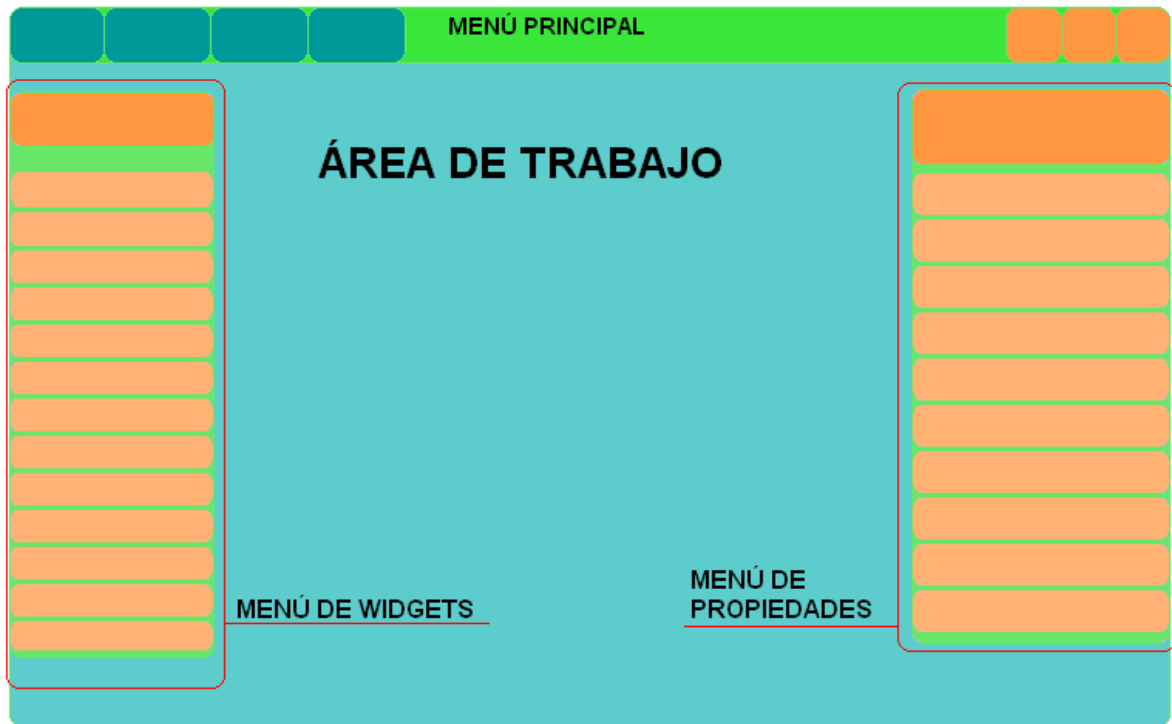 MENÚ PRINCIPAL
ÁREA DE TRABAJO
MENÚ DE WIDGETS
MENÚ DE
PROPIEDADES